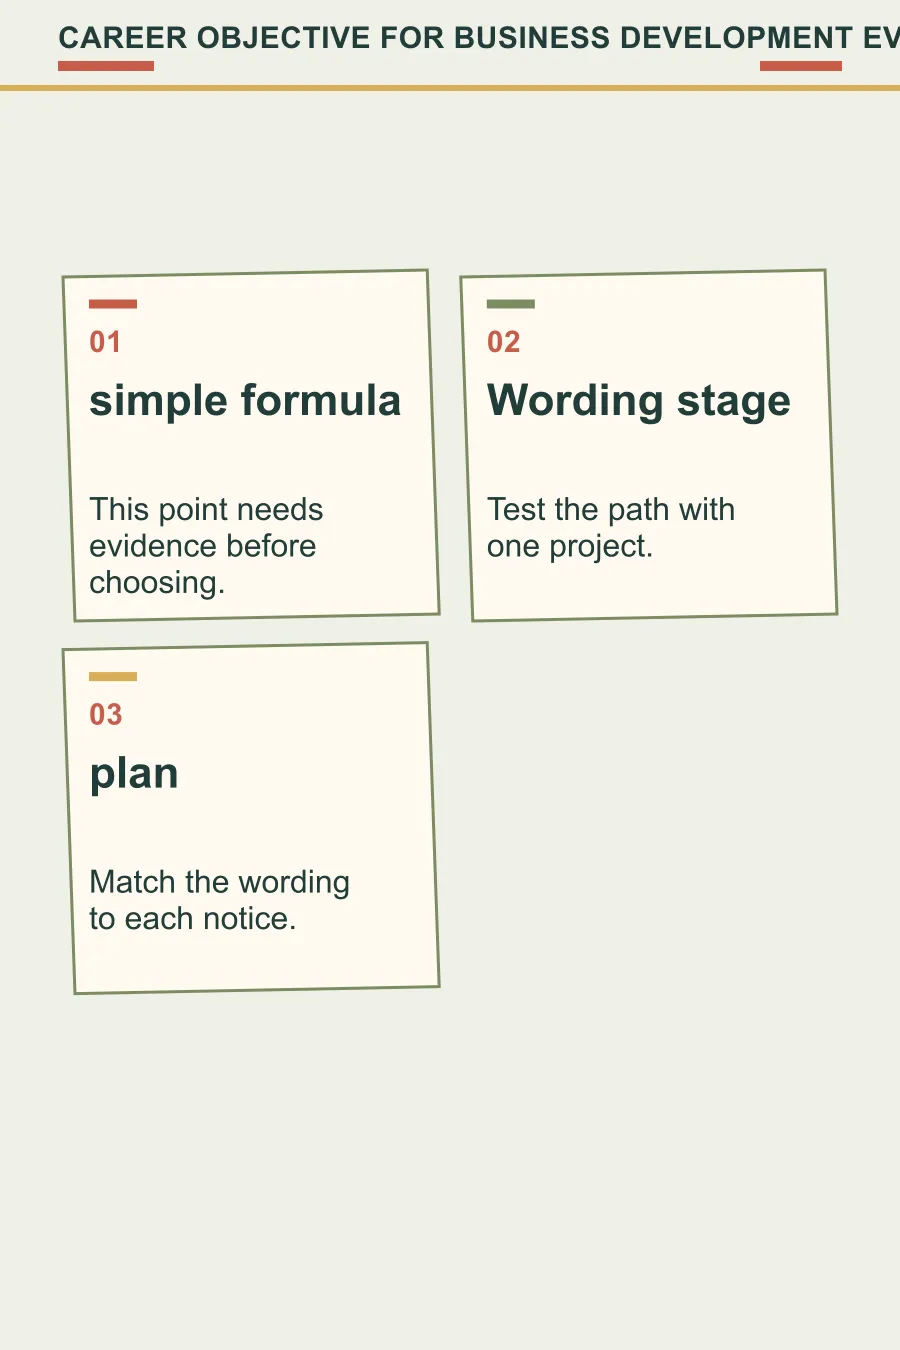 CAREER OBJECTIVE FOR BUSINESS DEVELOPMENT EV
01
simple formula
This point needs
evidence before
choosing.
02
Wording stage
Test the path with
one project.
03
plan
Match the wording
to each notice.